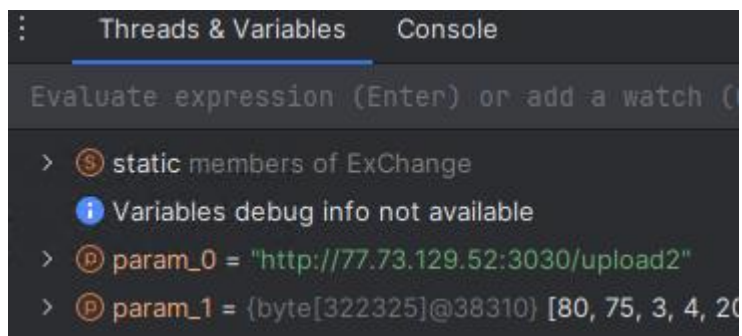 Threads & Variables Console
Evaluate expression (Enter) or add a watch (
static members of ExChange
Variables debug info not available
param_0 = "http://77.73.129.52:3030/upload2"
param_1 = {byte[322325]@38310} [80, 75, 3, 4, 20